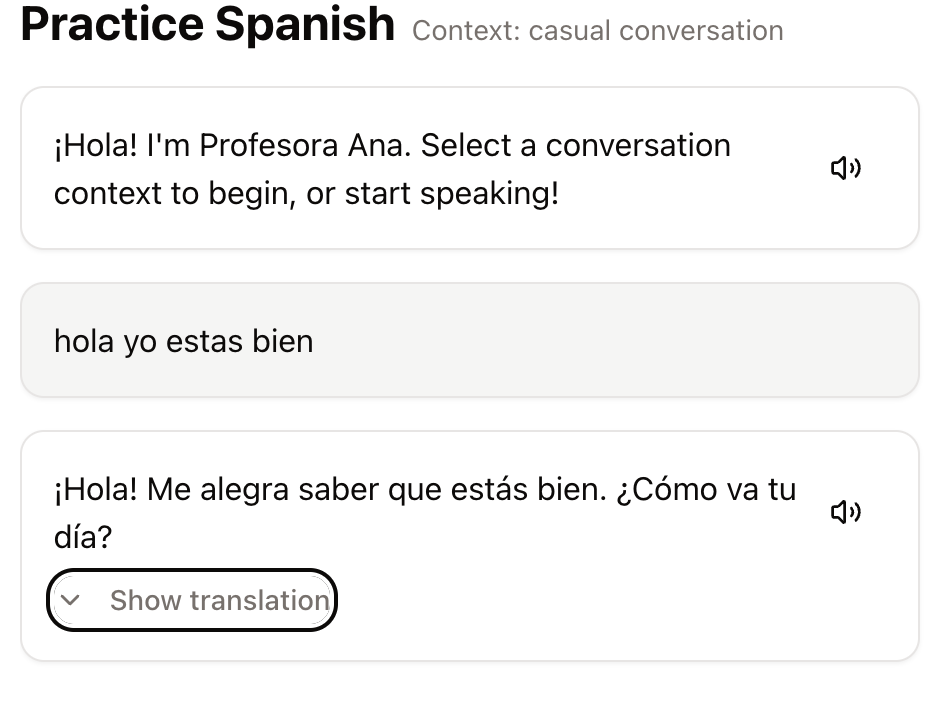 Practice Spanish Context: casual conversation
¡Hola! I'm Profesora Ana. Select a conversation
context to begin, or start speaking!
hola yo estas bien
¡Hola! Me alegra saber que estás bien. ¿Cómo va tu
día?
Show translation